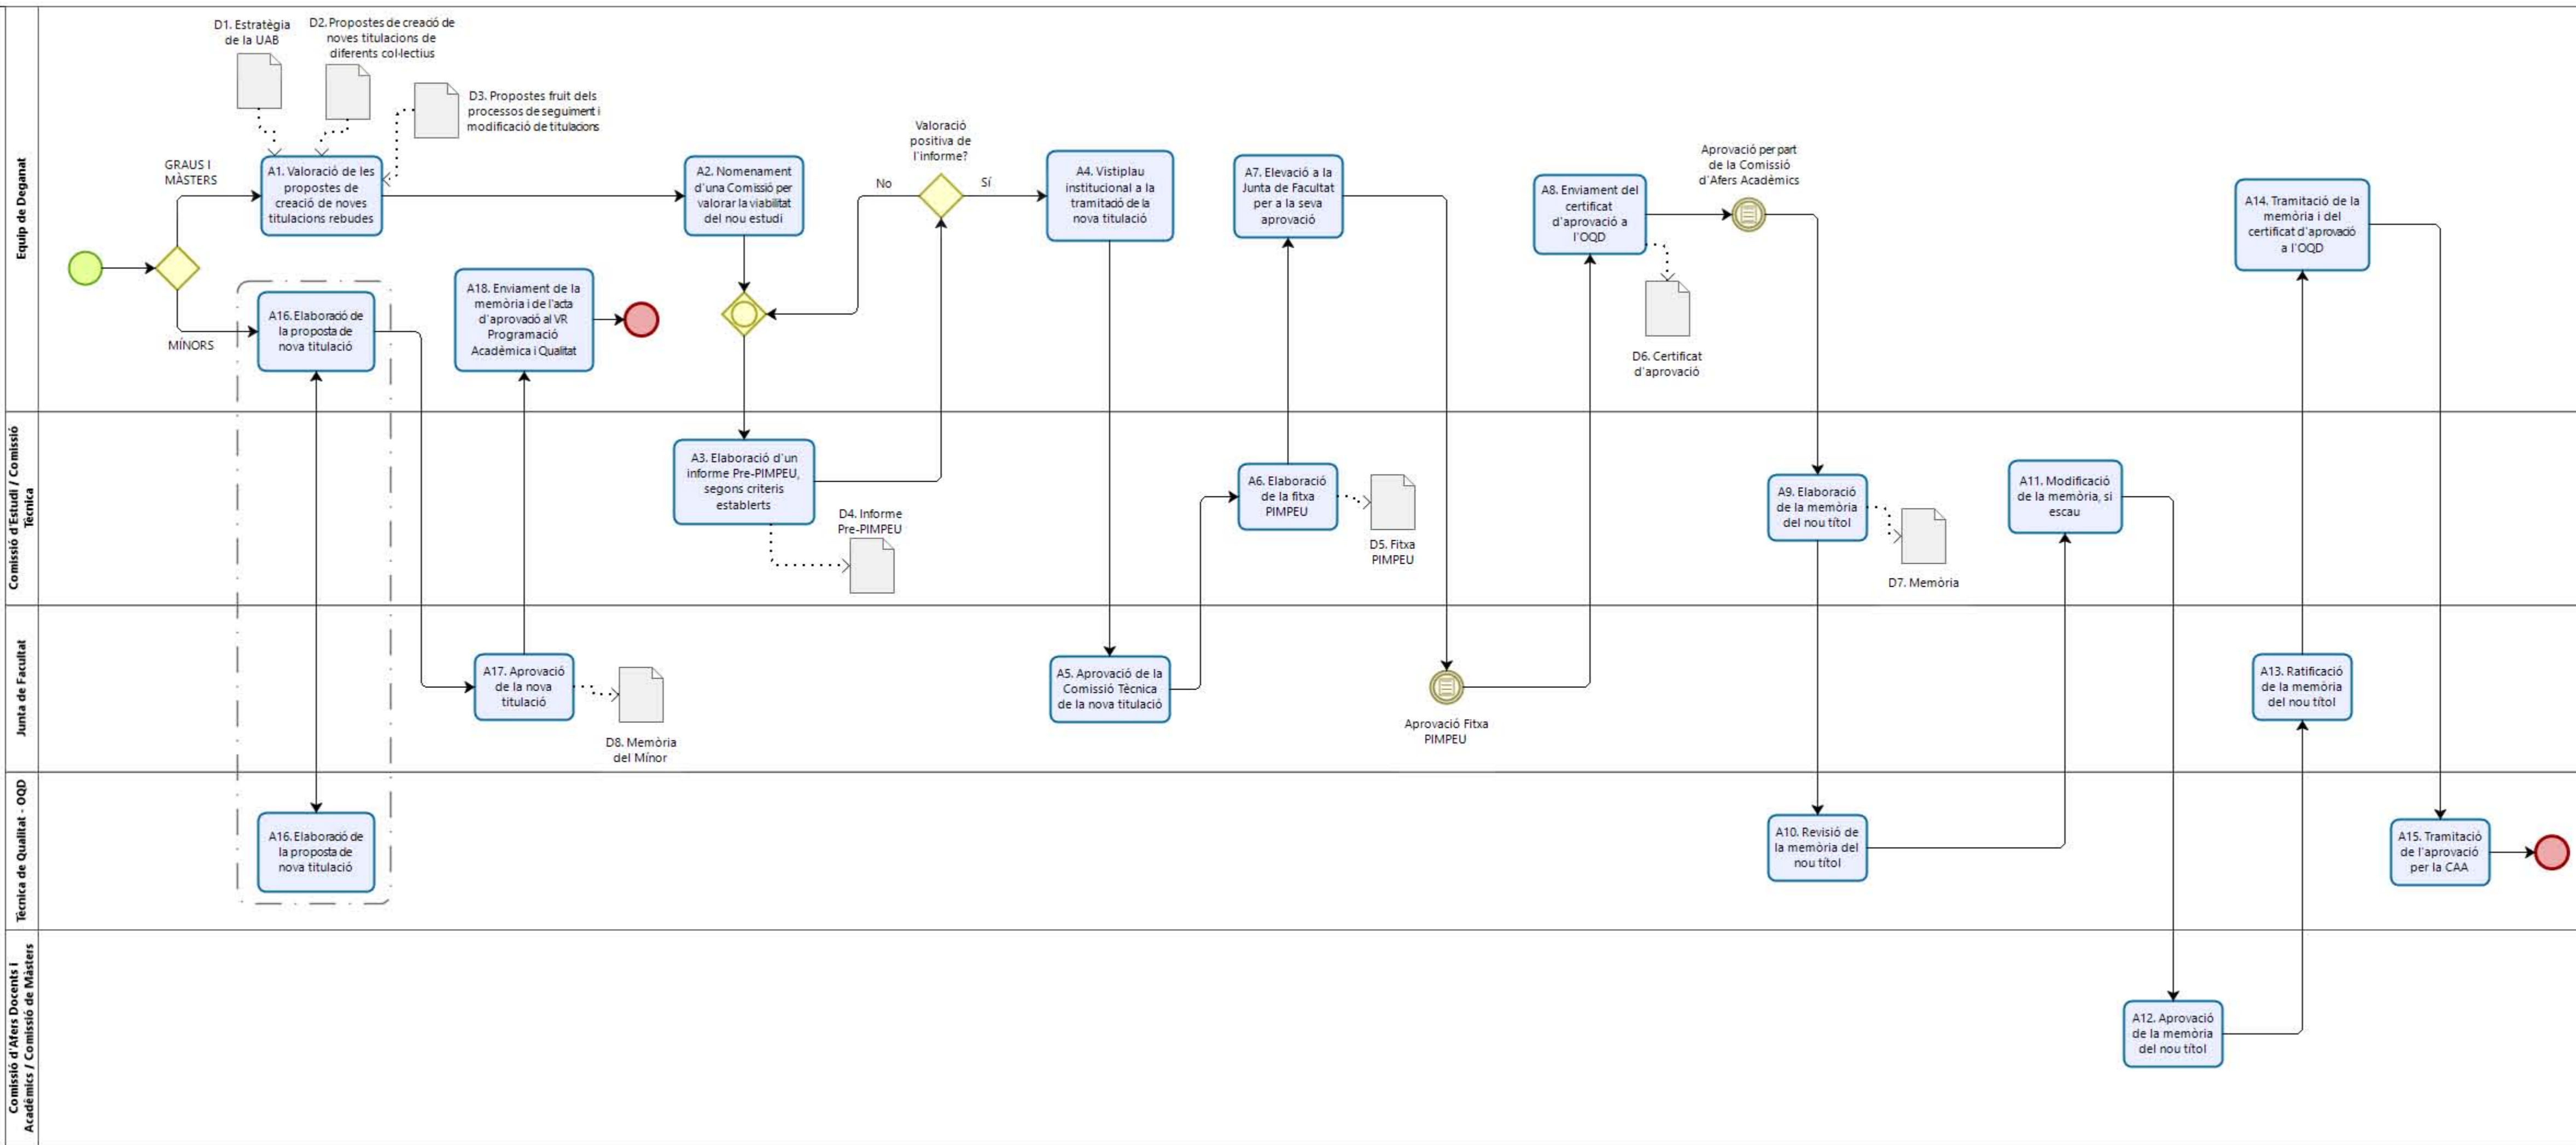 Equip de Deganat
D1. Estratègia
de la UAB
D2. Propostes de creació de
noves titulacions de
diferents col·lectius
D3. Propostes fruit dels
processos de seguiment i
modificació de titulacions
GRAUS I
MÀSTERS
MÍNORS
A1. Valoració de les
propostes de
creació de noves
titulacions rebudes
A16. Elaboració de
la proposta de
nova titulació
A18. Enviament de la
memòria i de l'acta
d'aprovació al VR
Programació
Acadèmica i Qualitat
A2. Nomenament
d'una Comissió per
valorar la viabilitat
del nou estudi
Valoració
positiva de
l'informe?
No
Sí
A4. Vistiplau
institucional a la
tramitació de la
nova titulació
A7. Elevació a la
Junta de Facultat
per a la seva
aprovació
A8. Enviament del
certificat
d'aprovació a
l'OQD
Aprovació per part
de la Comissió
d'Afers Acadèmics
D6. Certificat
d'aprovació
A14. Tramitació de la
memòria i del
certificat d'aprovació
a l'OQD
Comissió d'Estudi / Comissió
Tècnica
A3. Elaboració d'un
informe Pre-PIMPEU,
segons criteris
establerts
D4. Informe
Pre-PIMPEU
A6. Elaboració
de la fitxa
PIMPEU
D5. Fitxa
PIMPEU
A9. Elaboració
de la memòria
del nou títol
D7. Memòria
A11. Modificació
de la memòria, si
escau
Junta de Facultat
A17. Aprovació
de la nova
titulació
D8. Memòria
del Mínor
A5. Aprovació de la
Comissió Tècnica
de la nova titulació
Aprovació Fitxa
PIMPEU
A13. Ratificació
de la memòria
del nou títol
Tècnica de Qualitat - OQD
A16. Elaboració de
la proposta de
nova titulació
A10. Revisió de
la memòria del
nou títol
A15. Tramitació
de l'aprovació
per la CAA
Comissió d'Afers Docents i
Acadèmics / Comissió de Màsters
A12. Aprovació
de la memòria
del nou títol